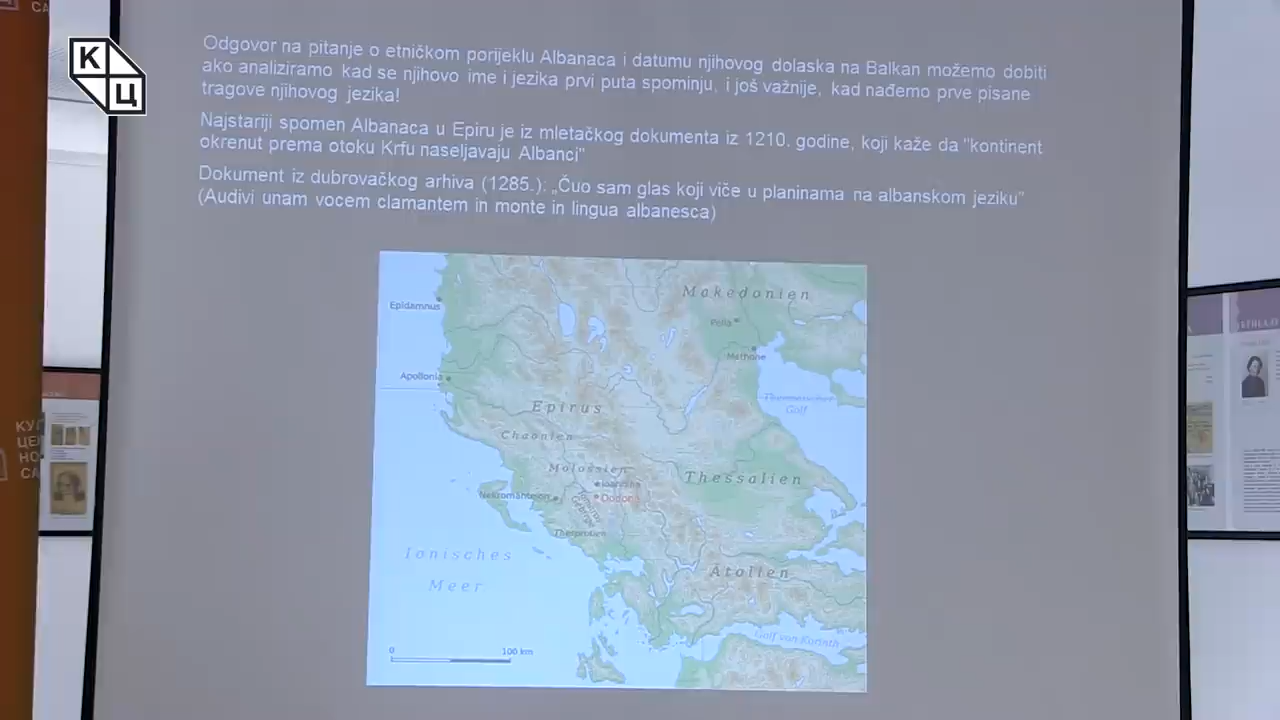 К
Ц
Odgovor na pitanje o etničkom porijeklu Albanaca i datumu njihovog dolaska na Balkan možemo dobiti
ako analiziramo kad se njihovo ime i jezika prvi puta spominju, i još važnije, kad nađemo prve pisane
tragove njihovog jezika!
Najstariji spomen Albanaca u Epiru je iz mletačkog dokumenta iz 1210. godine, koji kaže da "kontinent
okrenut prema otoku Krfu naseljavaju Albanci"
Dokument iz dubrovačkog arhiva (1285.): „Čuo sam glas koji viče u planinama na albanskom jeziku"
(Audivi unam vocem clamantem in monte in lingua albanesca)
Makedonien
Epidamnus
Pella
Methone
Apollonia
Thermaischer
Golf
Epirus
Chaonien
Molossien
Thessalien
Ioannina
Nekromanteion
Dodona
Thesprotien
Ionisches
Meer
Ätolien
Golf von Korinth
0
100 km